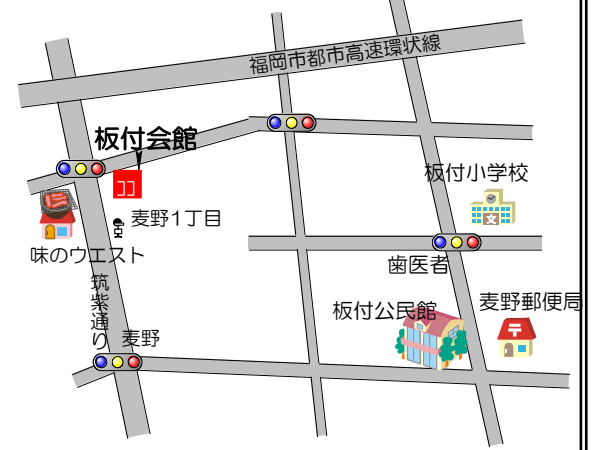 福岡市都市高速環状線
板付会館
ココ
板付小学校
麦野1丁目
味のウエスト
歯医者
筑紫通り
板付公民館
麦野郵便局
麦野